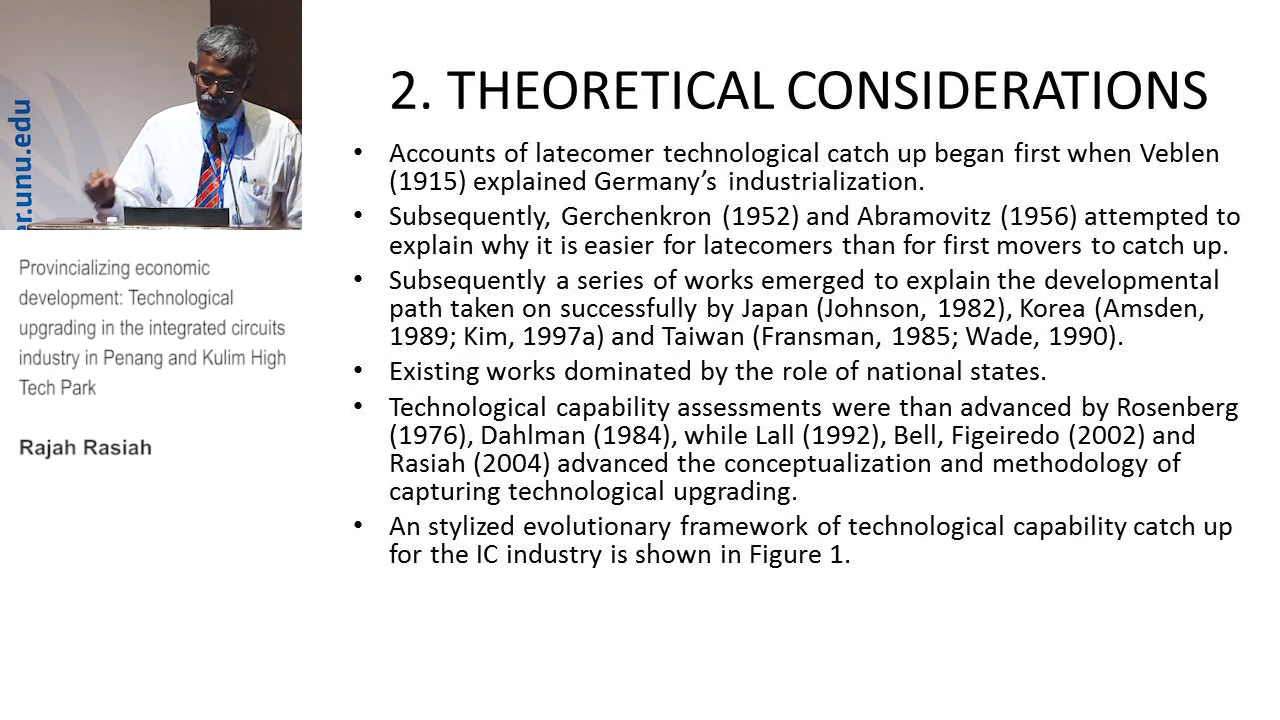 er.unu.edu
Provincializing economic
development: Technological
upgrading in the integrated circuits
industry in Penang and Kulim High
Tech Park
Rajah Rasiah
2. THEORETICAL CONSIDERATIONS
• Accounts of latecomer technological catch up began first when Veblen
(1915) explained Germany’s industrialization.
• Subsequently, Gerchenkron (1952) and Abramovitz (1956) attempted to
explain why it is easier for latecomers than for first movers to catch up.
• Subsequently a series of works emerged to explain the developmental
path taken on successfully by Japan (Johnson, 1982), Korea (Amsden,
1989; Kim, 1997a) and Taiwan (Fransman, 1985; Wade, 1990).
• Existing works dominated by the role of national states.
• Technological capability assessments were than advanced by Rosenberg
(1976), Dahlman (1984), while Lall (1992), Bell, Figeiredo (2002) and
Rasiah (2004) advanced the conceptualization and methodology of
capturing technological upgrading.
• An stylized evolutionary framework of technological capability catch up
for the IC industry is shown in Figure 1.